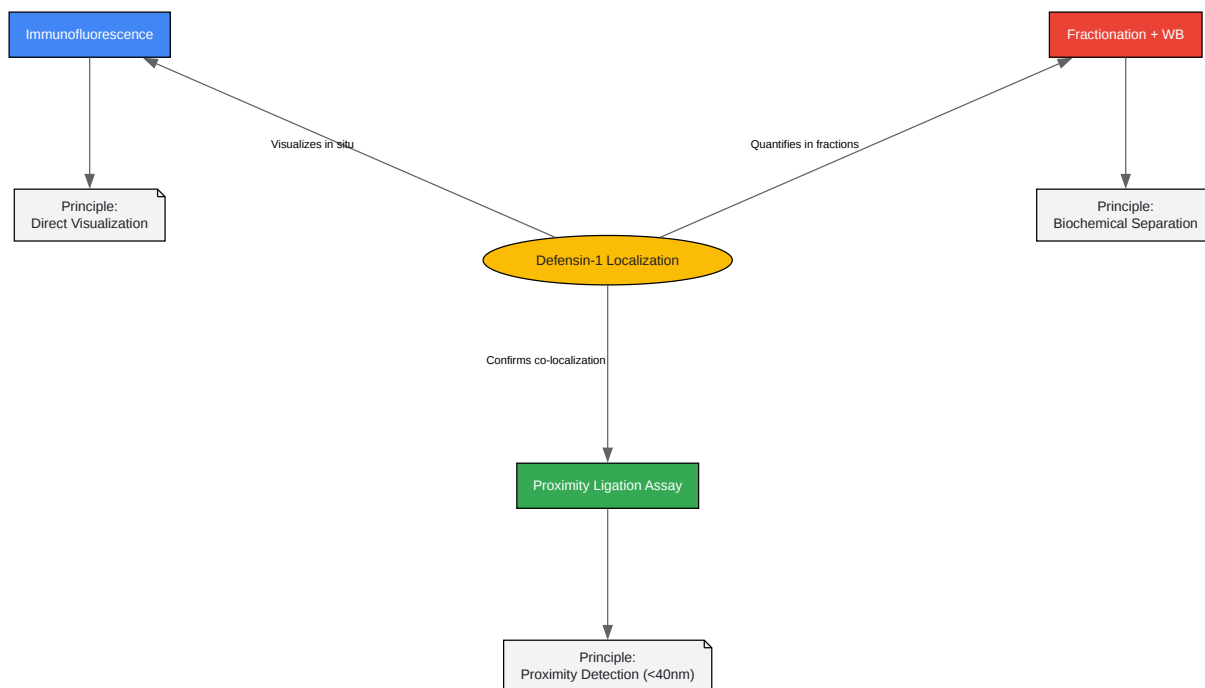 Immunofluorescence
Fractionation + WB
Visualizes in situ
Quantifies in fractions
Principle:
Direct Visualization
Principle:
Biochemical Separation
Defensin-1 Localization
Confirms co-localization
Proximity Ligation Assay
Principle:
Proximity Detection (<40nm)